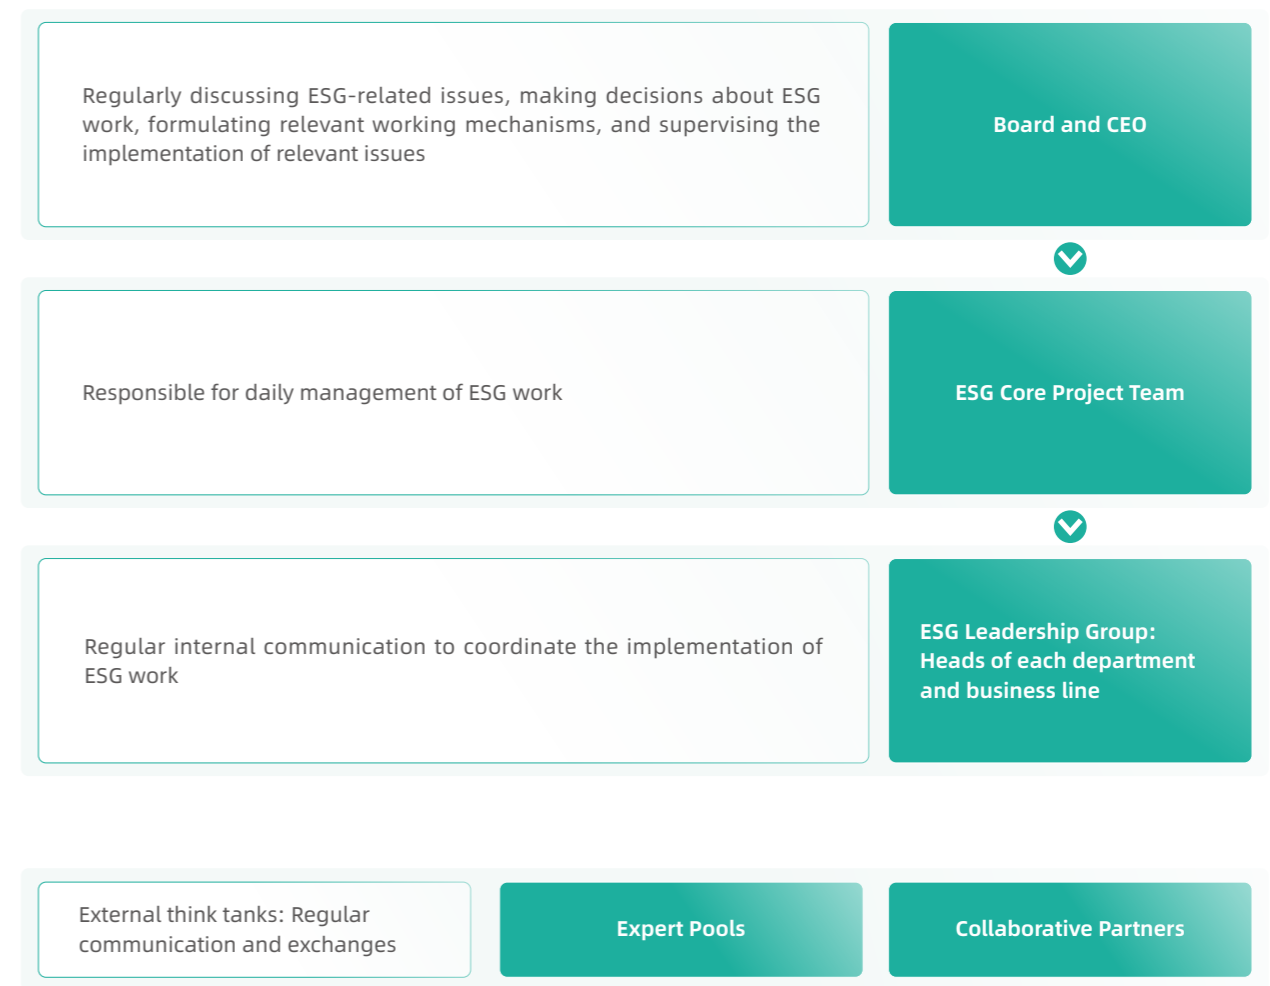 Regularly discussing ESG-related issues, making decisions about ESG
work, formulating relevant working mechanisms, and supervising the
implementation of relevant issues
Board and CEO
Responsible for daily management of ESG work
ESG Core Project Team
Regular internal communication to coordinate the implementation of
ESG work
ESG Leadership Group:
Heads of each department
and business line
External think tanks: Regular
communication and exchanges
Expert Pools
Collaborative Partners